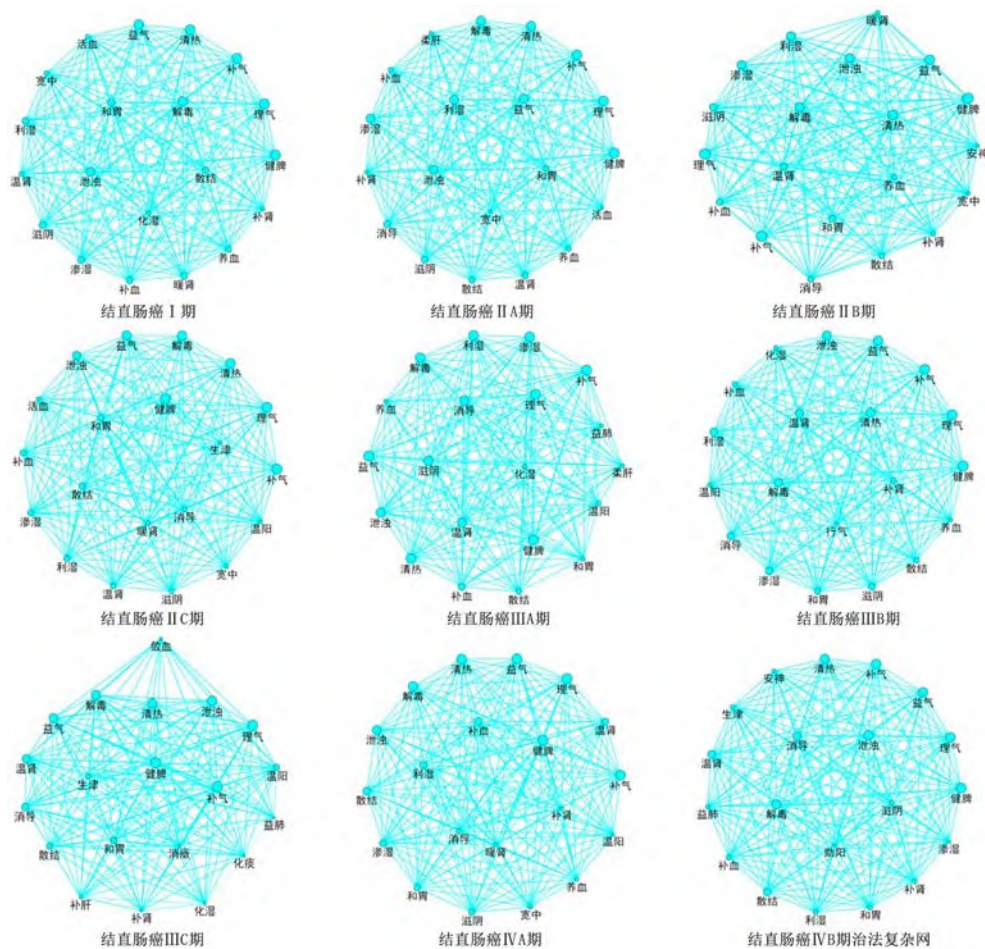 益气
清热
活血
补气
宽中
和胃
解毒
理气
利湿
健脾
温肾
泄浊
散结
补肾
化湿
滋阴
养血
渗湿
补血
暖肾
结直肠癌Ⅰ期
解毒
清热
柔肝
补气
补血
利湿
益气
理气
渗湿
健脾
补肾
泄浊
和胃
活血
消导
宽中
滋阴
养血
散结
温肾
结直肠癌ⅡA期
暖肾
利湿
泄浊
益气
渗湿
健脾
滋阴
解毒
清热
安神
理气
温肾
养血
宽中
补血
和胃
补肾
补气
散结
消导
结直肠癌ⅡB期
益气
解毒
泄浊
清热
活血
健脾
理气
和胃
生津
补血
补气
散结
渗湿
消导
温阳
暖肾
利湿
宽中
温肾
滋阴
结直肠癌ⅡC期
利湿
渗湿
解毒
补气
养血
消导
理气
益肺
益气
滋阴
化湿
柔肝
泄浊
温阳
温肾
健脾
清热
和胃
补血
散结
结直肠癌ⅢA期
泄浊
益气
化湿
补气
补血
温肾
清热
理气
利湿
健脾
温阳
解毒
补肾
养血
消导
行气
散结
渗湿
和胃
滋阴
结直肠癌ⅢB期
敛血
解毒
清热
泄浊
益气
理气
温肾
健脾
温阳
生津
补气
消导
益肺
散结
和胃
消癥
化痰
补肝
补肾
化湿
结直肠癌ⅢC期
清热
益气
解毒
理气
泄浊
补血
健脾
温肾
利湿
补气
散结
补肾
渗湿
消导
暖肾
温阳
和胃
养血
滋阴
宽中
结直肠癌ⅣA期
清热
补气
安神
益气
生津
消导
泄浊
理气
温肾
健脾
益肺
解毒
滋阴
补血
助阳
渗湿
散结
补肾
利湿
和胃
结直肠癌ⅣB期治法复杂网